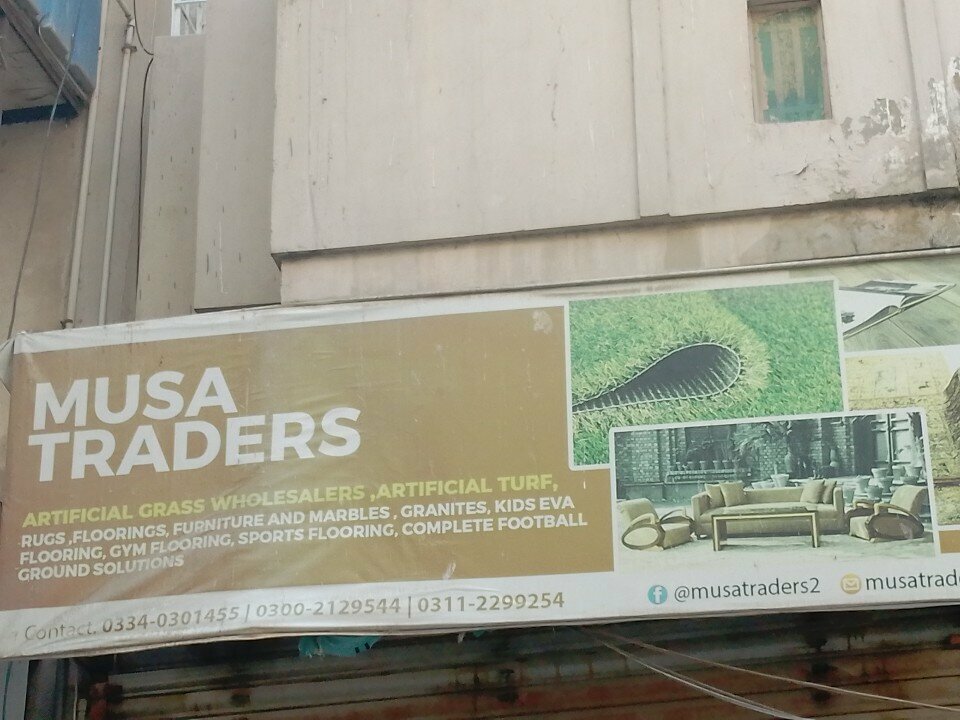 MUSA
TRADERS
ARTIFICIAL GRASS WHOLESALERS ,ARTIFICIAL TURF,
RUGS ,FLOORINGS, FURNITURE AND MARBLES , GRANITES, KIDS EVA
FLOORING, GYM FLOORING, SPORTS FLOORING, COMPLETE FOOTBALL
GROUND SOLUTIONS
Contact. 0334-0301455 | 0300-2129544 | 0311-2299254
@musatraders2 musatrade